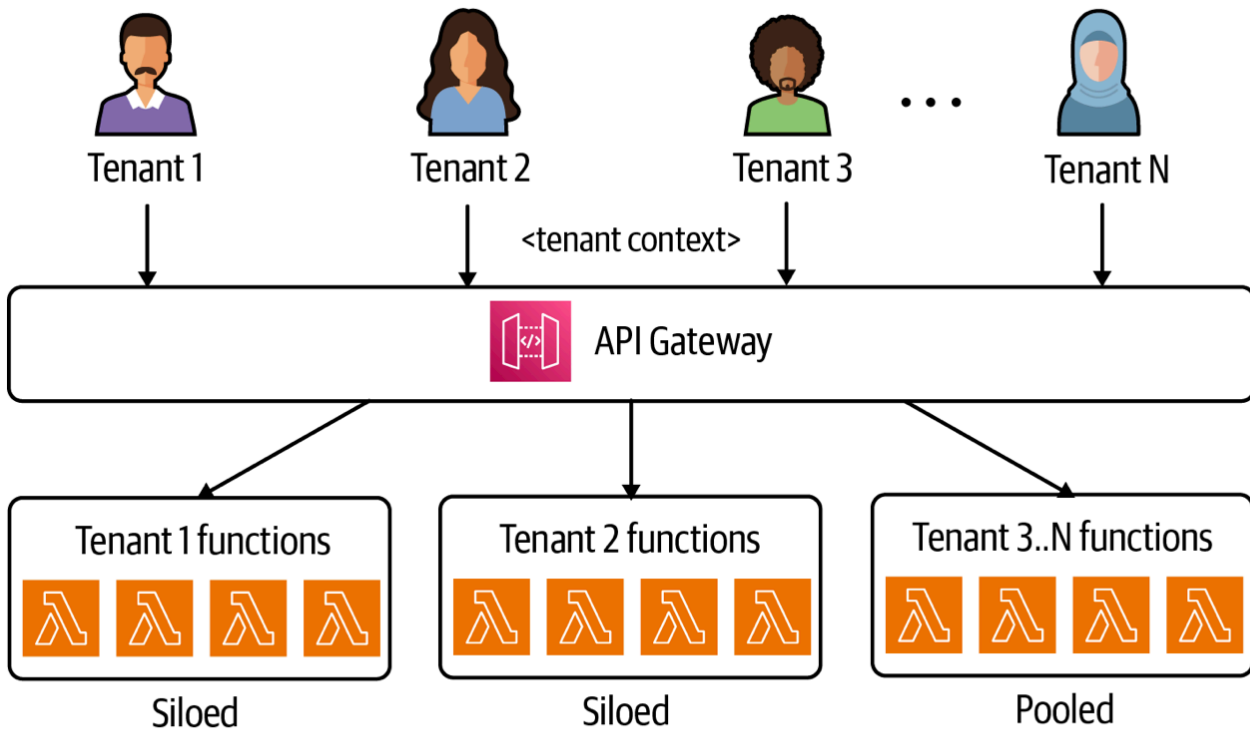 Tenant 1
Tenant 2
Tenant 3
...
Tenant N
<tenant context>
</> API Gateway
Tenant 1 functions
Tenant 2 functions
Tenant 3..N functions
Siloed
Siloed
Pooled